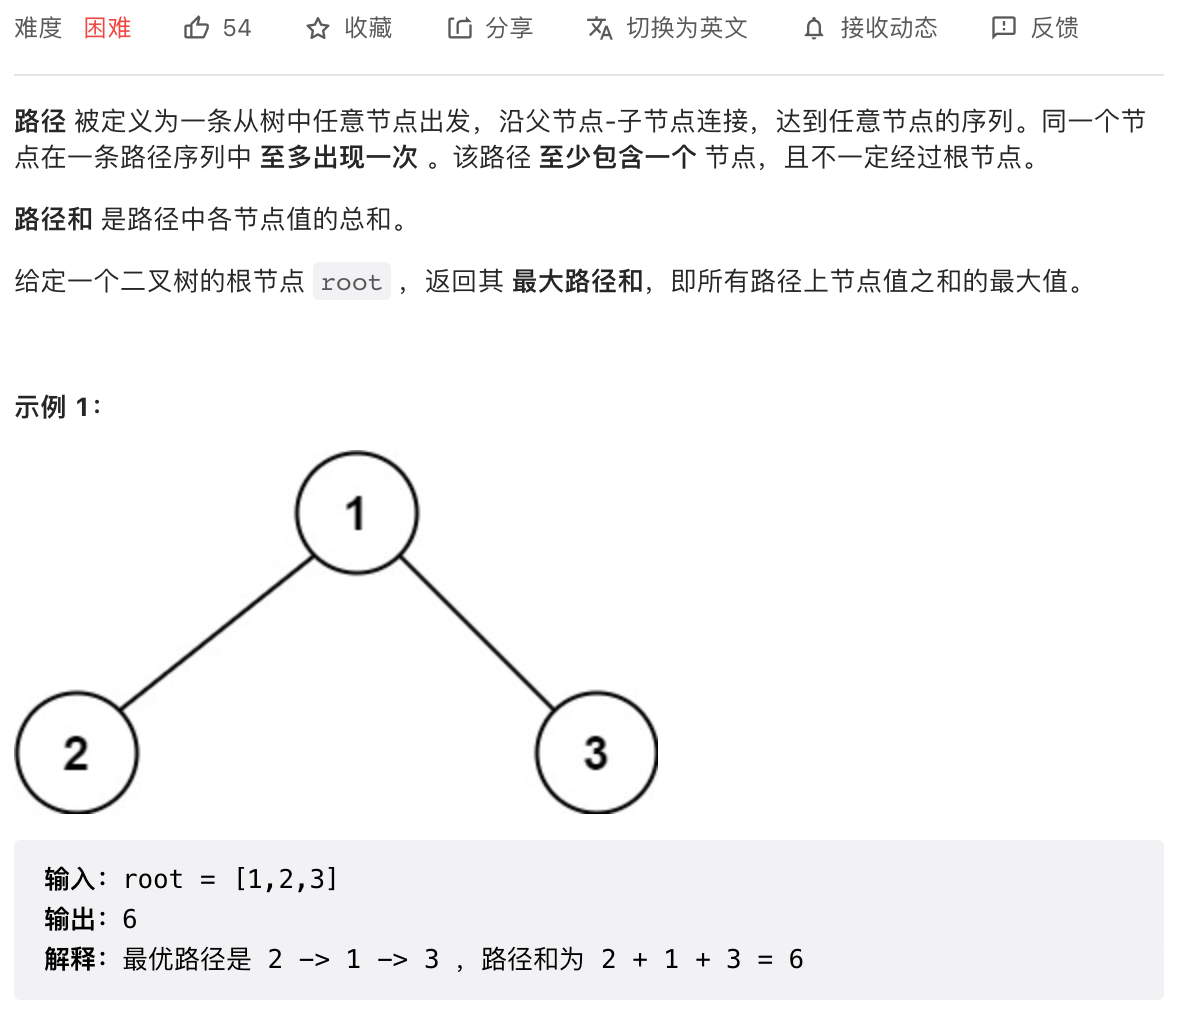 难度 困难 54 收藏 分享 切换为英文 接收动态 反馈
路径 被定义为一条从树中任意节点出发，沿父节点-子节点连接，达到任意节点的序列。同一个节
点在一条路径序列中 至多出现一次 。该路径 至少包含一个 节点，且不一定经过根节点。
路径和 是路径中各节点值的总和。
给定一个二叉树的根节点 root ，返回其 最大路径和，即所有路径上节点值之和的最大值。
示例 1：
1
2 3
输入：root = [1,2,3]
输出：6
解释：最优路径是 2 -> 1 -> 3 ，路径和为 2 + 1 + 3 = 6